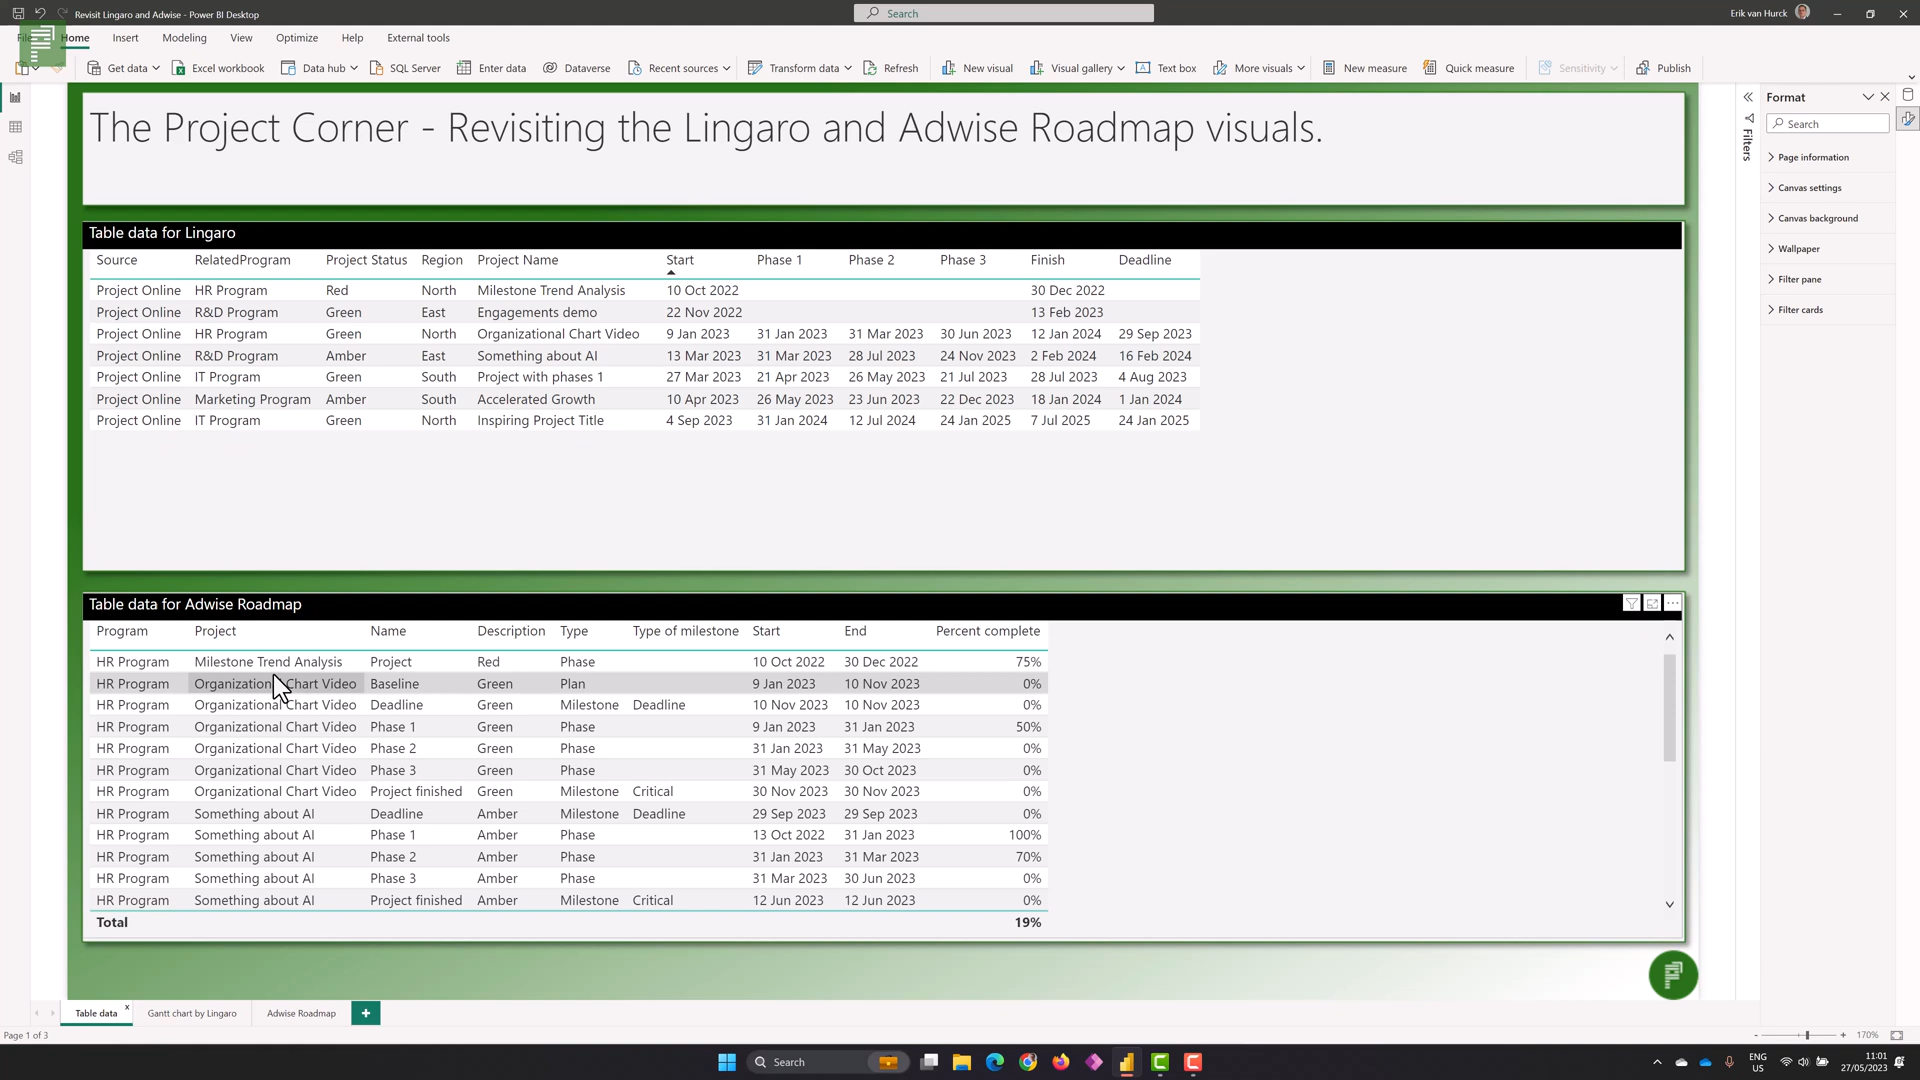 Revisit Lingaro and Adwise - Power BI Desktop
Search
Erik van Hurck
Home Insert Modeling View Optimize Help External tools
Get data Excel workbook Data hub SQL Server Enter data Dataverse Recent sources Transform data Refresh New visual Visual gallery Text box More visuals New measure Quick measure Sensitivity Publish
The Project Corner - Revisiting the Lingaro and Adwise Roadmap visuals.
Table data for Lingaro
Source RelatedProgram Project Status Region Project Name Start Phase 1 Phase 2 Phase 3 Finish Deadline
Project Online HR Program Red North Milestone Trend Analysis 10 Oct 2022 30 Dec 2022
Project Online R&D Program Green East Engagements demo 22 Nov 2022 13 Feb 2023
Project Online HR Program Green North Organizational Chart Video 9 Jan 2023 31 Jan 2023 31 Mar 2023 30 Jun 2023 12 Jan 2024 29 Sep 2023
Project Online R&D Program Amber East Something about AI 13 Mar 2023 31 Mar 2023 28 Jul 2023 24 Nov 2023 2 Feb 2024 16 Feb 2024
Project Online IT Program Green South Project with phases 1 27 Mar 2023 21 Apr 2023 26 May 2023 21 Jul 2023 28 Jul 2023 4 Aug 2023
Project Online Marketing Program Amber South Accelerated Growth 10 Apr 2023 26 May 2023 23 Jun 2023 22 Dec 2023 18 Jan 2024 1 Jan 2024
Project Online IT Program Green North Inspiring Project Title 4 Sep 2023 31 Jan 2024 12 Jul 2024 24 Jan 2025 7 Jul 2025 24 Jan 2025
Table data for Adwise Roadmap
Program Project Name Description Type Type of milestone Start End Percent complete
HR Program Milestone Trend Analysis Project Red Phase 10 Oct 2022 30 Dec 2022 75%
HR Program Organizational Chart Video Baseline Green Plan 9 Jan 2023 10 Nov 2023 0%
HR Program Organizational Chart Video Deadline Green Milestone Deadline 10 Nov 2023 10 Nov 2023 0%
HR Program Organizational Chart Video Phase 1 Green Phase 9 Jan 2023 31 Jan 2023 50%
HR Program Organizational Chart Video Phase 2 Green Phase 31 Jan 2023 31 May 2023 0%
HR Program Organizational Chart Video Phase 3 Green Phase 31 May 2023 30 Oct 2023 0%
HR Program Organizational Chart Video Project finished Green Milestone Critical 30 Nov 2023 30 Nov 2023 0%
HR Program Something about AI Deadline Amber Milestone Deadline 29 Sep 2023 29 Sep 2023 0%
HR Program Something about AI Phase 1 Amber Phase 13 Oct 2022 31 Jan 2023 100%
HR Program Something about AI Phase 2 Amber Phase 31 Jan 2023 31 Mar 2023 70%
HR Program Something about AI Phase 3 Amber Phase 31 Mar 2023 30 Jun 2023 0%
HR Program Something about AI Project finished Amber Milestone Critical 12 Jun 2023 12 Jun 2023 0%
Total 19%
Filters
Format
Search
Page information
Canvas settings
Canvas background
Wallpaper
Filter pane
Filter cards
Table data Gantt chart by Lingaro Adwise Roadmap
Page 1 of 3
170%
Search
ENG
US
11:01
27/05/2023